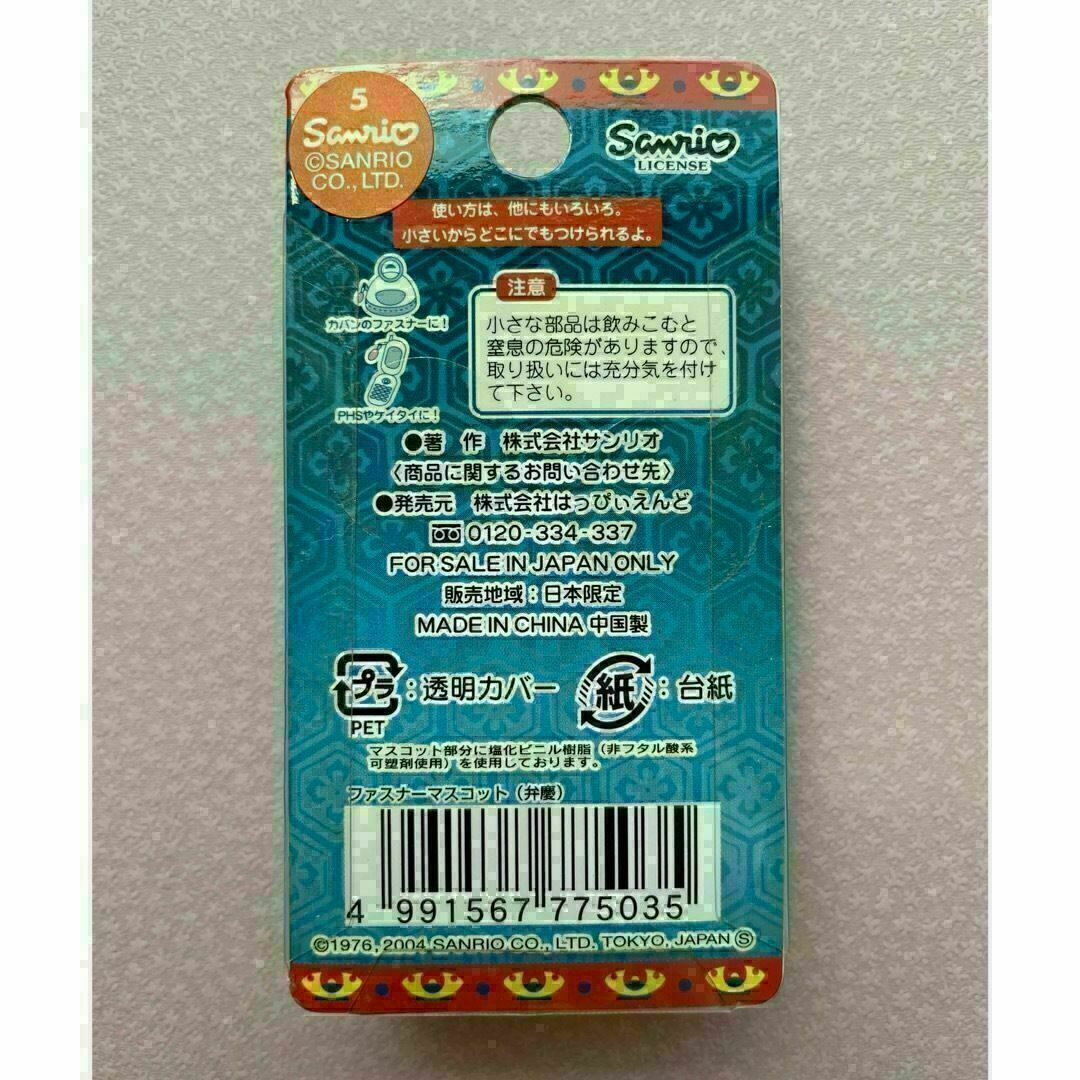 5
Sanrio
©SANRIO
CO., LTD.
Sanrio
LICENSE
使い方は、他にもいろいろ。
小さいからどこにでもつけられるよ。
カバンのファスナーに!
PHSやケイタイに!
注意
小さな部品は飲みこむと
窒息の危険がありますので、
取り扱いには充分気を付け
て下さい。
●著 作 株式会社サンリオ
〈商品に関するお問い合わせ先〉
●発売元 株式会社はっぴぃえんど
0120-334-337
FOR SALE IN JAPAN ONLY
販売地域:日本限定
MADE IN CHINA 中国製
プラ:透明カバー 紙:台紙
PET
マスコット部分に塩化ビニル樹脂(非フタル酸系
可塑剤使用)を使用しております。
ファスナーマスコット(弁慶)
4 991567 775035
©1976, 2004 SANRIO CO., LTD. TOKYO, JAPAN Ⓢ